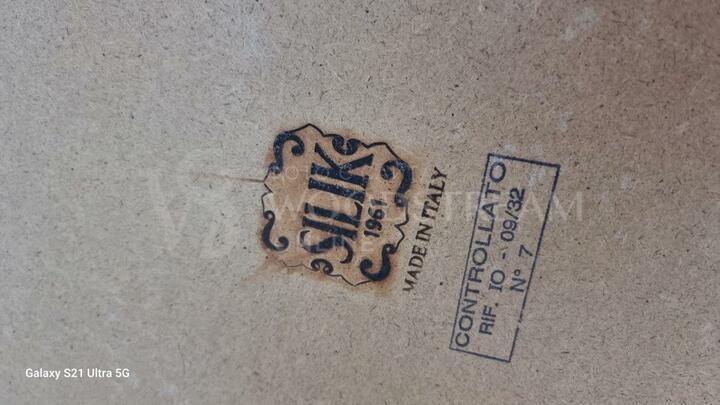 SILIK
1961
MADE IN ITALY
CONTROLLATO
RIF. IO - 09/32
N° 7
Galaxy S21 Ultra 5G